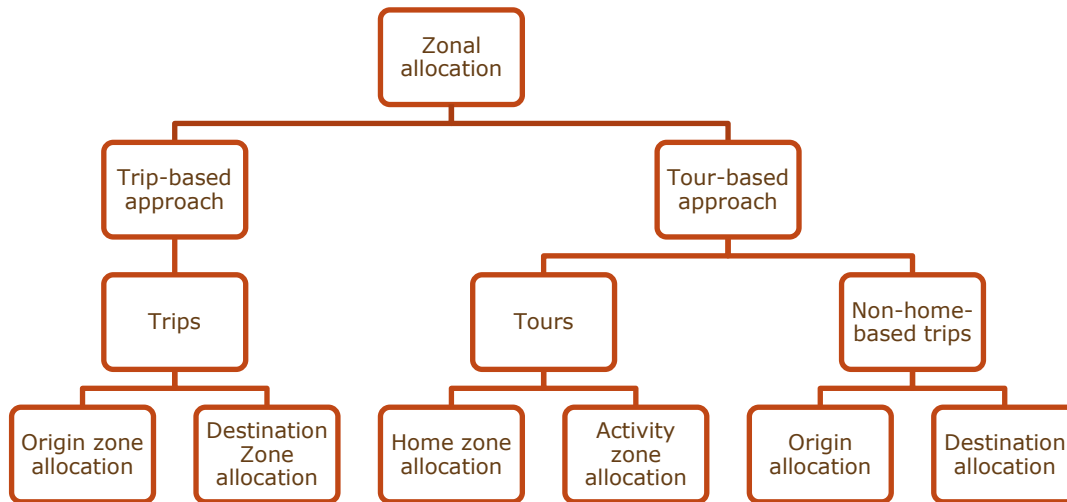 Zonal
allocation
Trip-based
approach
Tour-based
approach
Trips
Tours
Non-home-
based trips
Origin zone
allocation
Destination
Zone
allocation
Home zone
allocation
Activity
zone
allocation
Origin
allocation
Destination
allocation